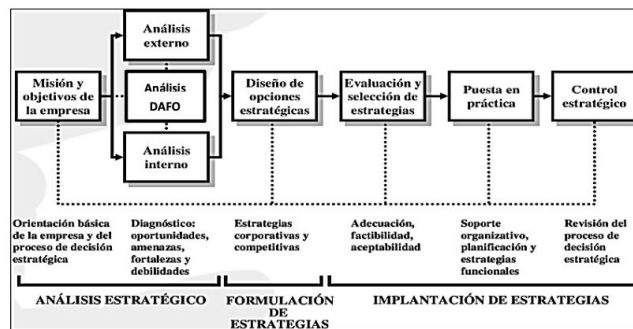 Análisis
externo
Misión y
objetivos de
la empresa
Análisis
DAFO
Análisis
interno
Diseño de
opciones
estratégicas
Evaluación y
selección de
estrategias
Puesta en
práctica
Control
estratégico
Orientación básica
de la empresa y del
proceso de decisión
estratégica
Diagnóstico:
oportunidades,
amenazas,
fortalezas y
debilidades
Estrategias
corporativas y
competitivas
Adecuación,
factibilidad,
aceptabilidad
Soporte
organizativo,
planificación y
estrategias
funcionales
Revisión del
proceso de
decisión
estratégica
ANÁLISIS ESTRATÉGICO
FORMULACIÓN
DE
ESTRATEGIAS
IMPLANTACIÓN DE ESTRATEGIAS